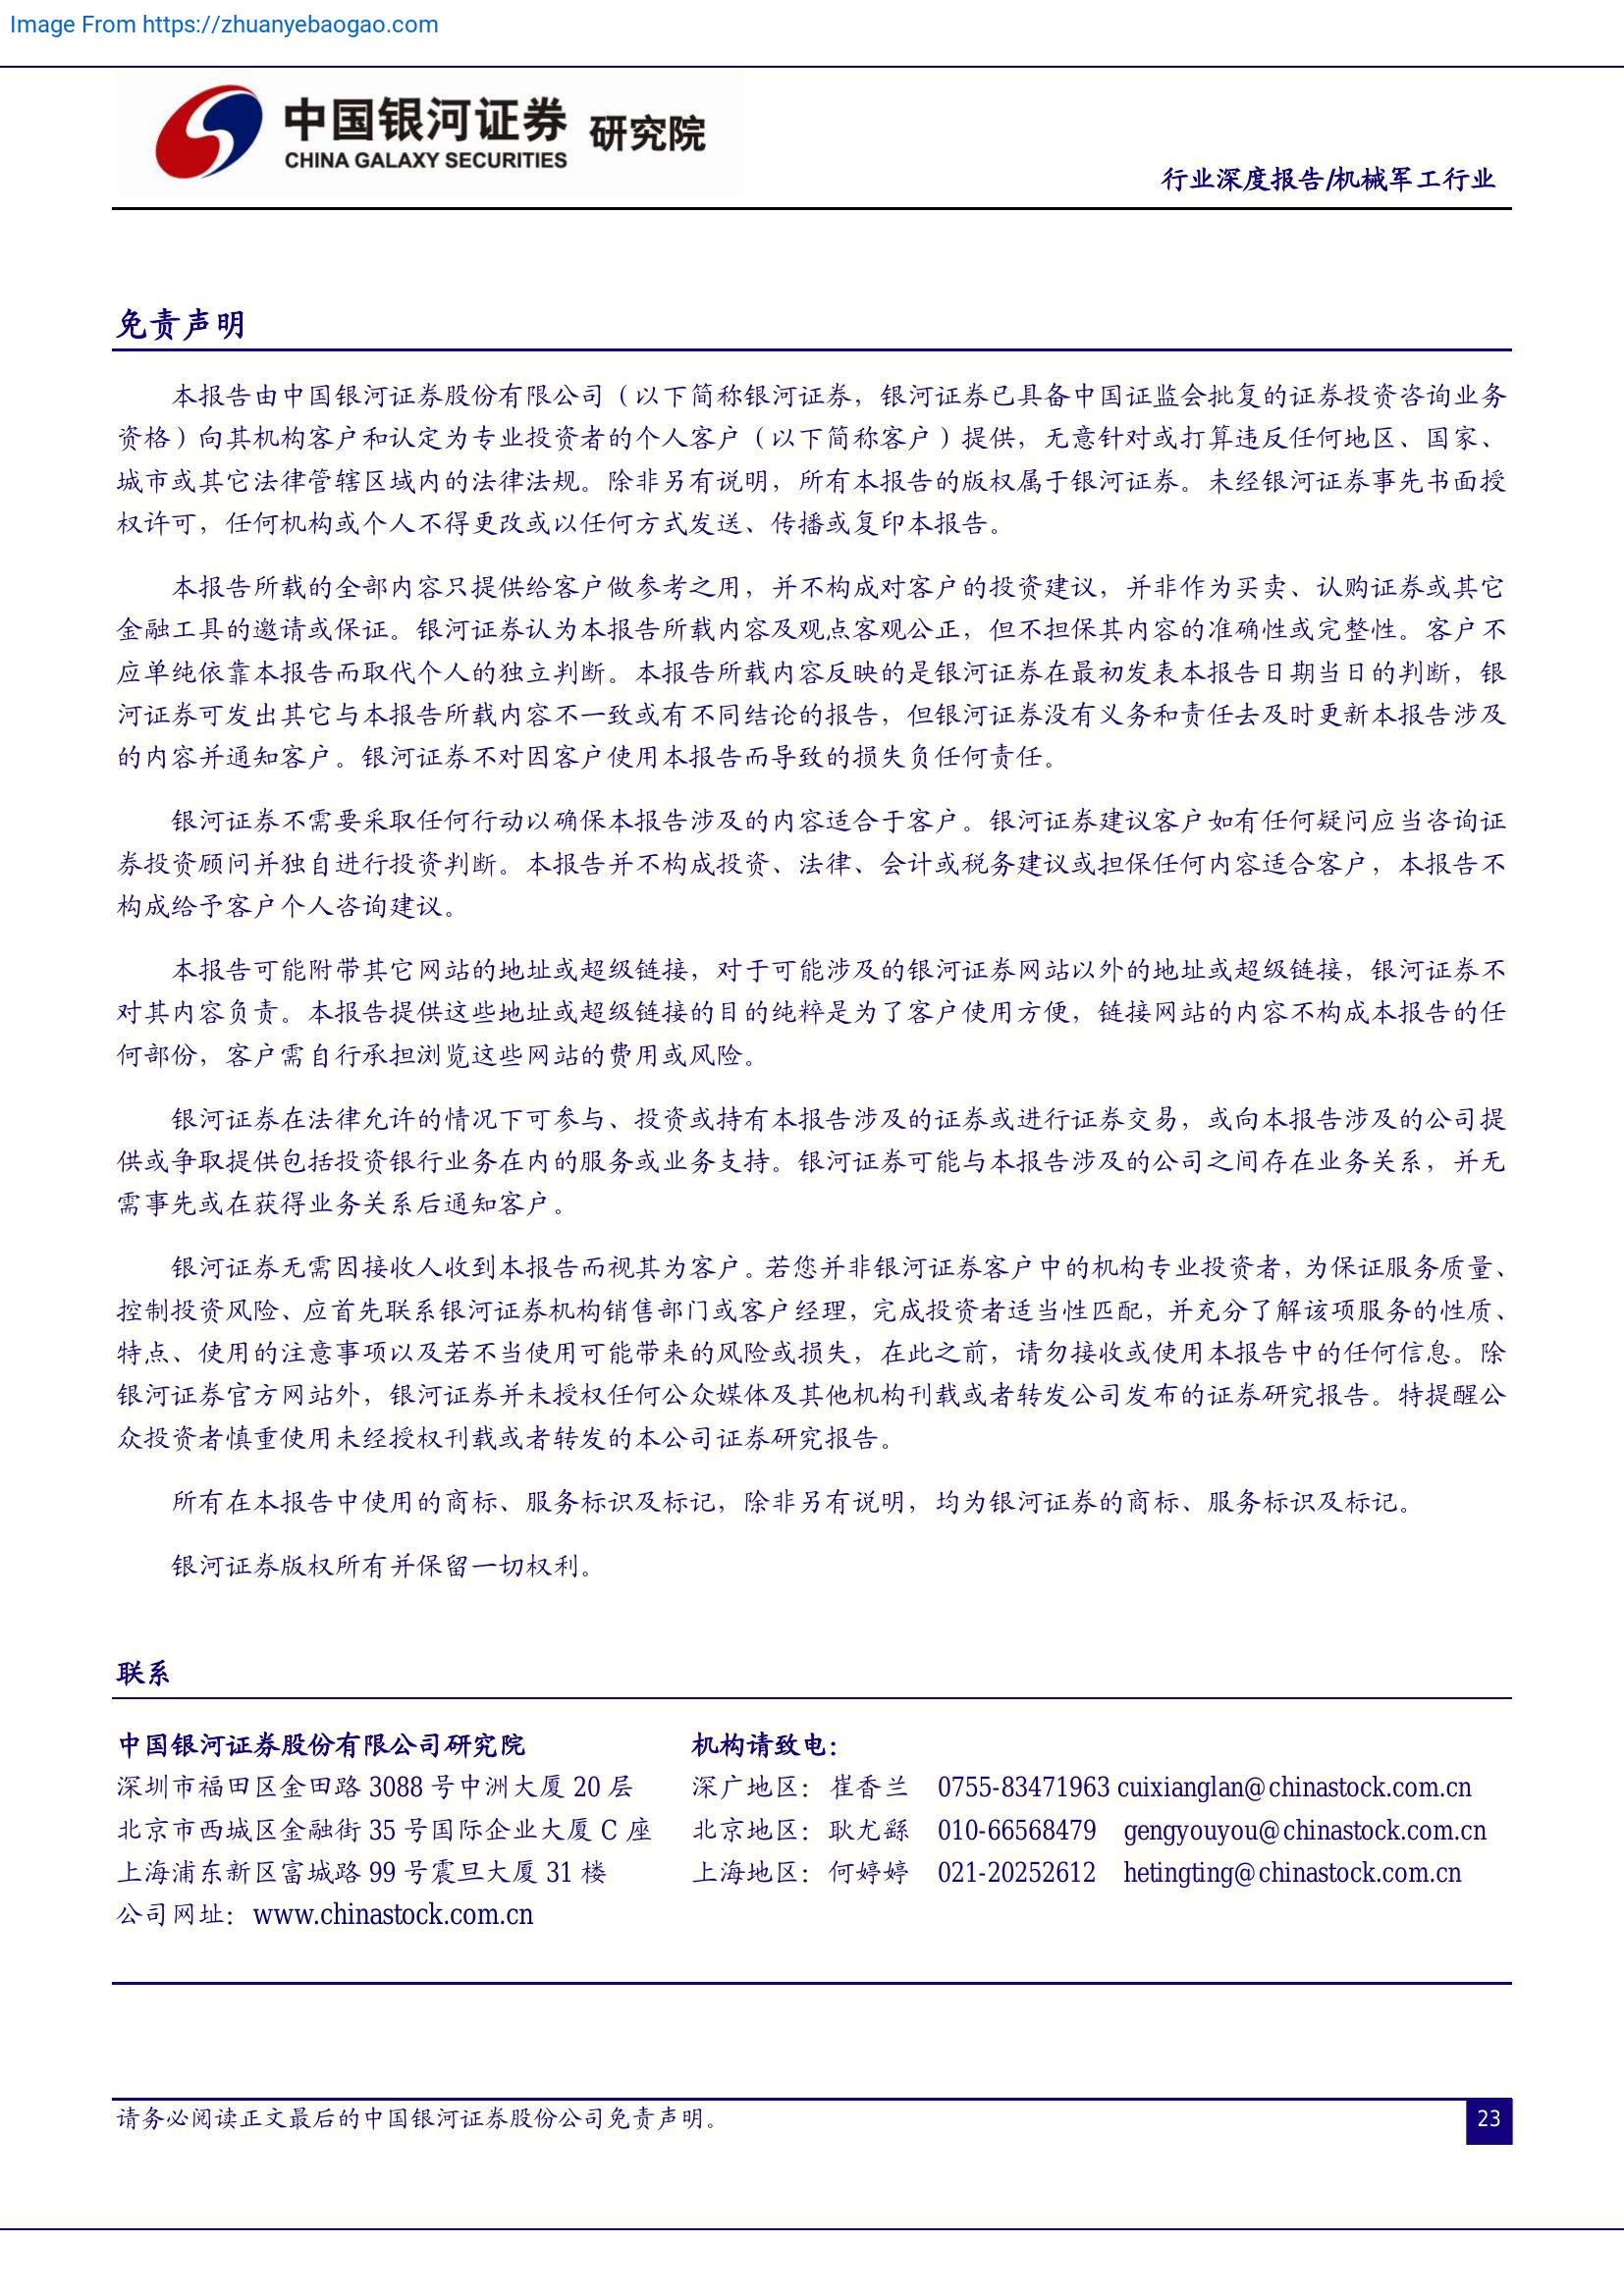 Image From https://zhuanyebaogao.com
中国银河证券 研究院
CHINA GALAXY SECURITIES
行业深度报告/机械军工行业
免责声明
本报告由中国银河证券股份有限公司（以下简称银河证券，银河证券已具备中国证监会批复的证券投资咨询业务
资格）向其机构客户和认定为专业投资者的个人客户（以下简称客户）提供，无意针对或打算违反任何地区、国家、
城市或其它法律管辖区域内的法律法规。除非另有说明，所有本报告的版权属于银河证券。未经银河证券事先书面授
权许可，任何机构或个人不得更改或以任何方式发送、传播或复印本报告。
本报告所载的全部内容只提供给客户做参考之用，并不构成对客户的投资建议，并非作为买卖、认购证券或其它
金融工具的邀请或保证。银河证券认为本报告所载内容及观点客观公正，但不担保其内容的准确性或完整性。客户不
应单纯依靠本报告而取代个人的独立判断。本报告所载内容反映的是银河证券在最初发表本报告日期当日的判断，银
河证券可发出其它与本报告所载内容不一致或有不同结论的报告，但银河证券没有义务和责任去及时更新本报告涉及
的内容并通知客户。银河证券不对因客户使用本报告而导致的损失负任何责任。
银河证券不需要采取任何行动以确保本报告涉及的内容适合于客户。银河证券建议客户如有任何疑问应当咨询证
券投资顾问并独自进行投资判断。本报告并不构成投资、法律、会计或税务建议或担保任何内容适合客户，本报告不
构成给予客户个人咨询建议。
本报告可能附带其它网站的地址或超级链接，对于可能涉及的银河证券网站以外的地址或超级链接，银河证券不
对其内容负责。本报告提供这些地址或超级链接的目的纯粹是为了客户使用方便，链接网站的内容不构成本报告的任
何部份，客户需自行承担浏览这些网站的费用或风险。
银河证券在法律允许的情况下可参与、投资或持有本报告涉及的证券或进行证券交易，或向本报告涉及的公司提
供或争取提供包括投资银行业务在内的服务或业务支持。银河证券可能与本报告涉及的公司之间存在业务关系，并无
需事先或在获得业务关系后通知客户。
银河证券无需因接收人收到本报告而视其为客户。若您并非银河证券客户中的机构专业投资者，为保证服务质量、
控制投资风险、应首先联系银河证券机构销售部门或客户经理，完成投资者适当性匹配，并充分了解该项服务的性质、
特点、使用的注意事项以及若不当使用可能带来的风险或损失，在此之前，请勿接收或使用本报告中的任何信息。除
银河证券官方网站外，银河证券并未授权任何公众媒体及其他机构刊载或者转发公司发布的证券研究报告。特提醒公
众投资者慎重使用未经授权刊载或者转发的本公司证券研究报告。
所有在本报告中使用的商标、服务标识及标记，除非另有说明，均为银河证券的商标、服务标识及标记。
银河证券版权所有并保留一切权利。
联系
中国银河证券股份有限公司研究院 机构请致电：
深圳市福田区金田路 3088 号中洲大厦 20 层 深广地区：崔香兰 0755-83471963 cuixianglan@chinastock.com.cn
北京市西城区金融街 35 号国际企业大厦 C 座 北京地区：耿尤繇 010-66568479 gengyouyou@chinastock.com.cn
上海浦东新区富城路 99 号震旦大厦 31 楼 上海地区：何婷婷 021-20252612 hetingting@chinastock.com.cn
公司网址：www.chinastock.com.cn
请务必阅读正文最后的中国银河证券股份公司免责声明。
23